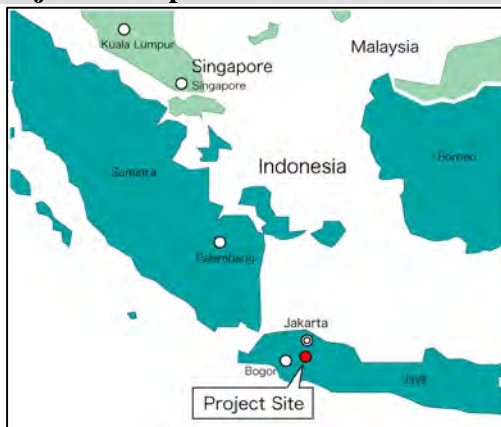 Kuala Lumpur
Malaysia
Singapore
Singapore
Borneo
Sumatra
Indonesia
Palembang
Jakarta
Bogor
Java
Project Site